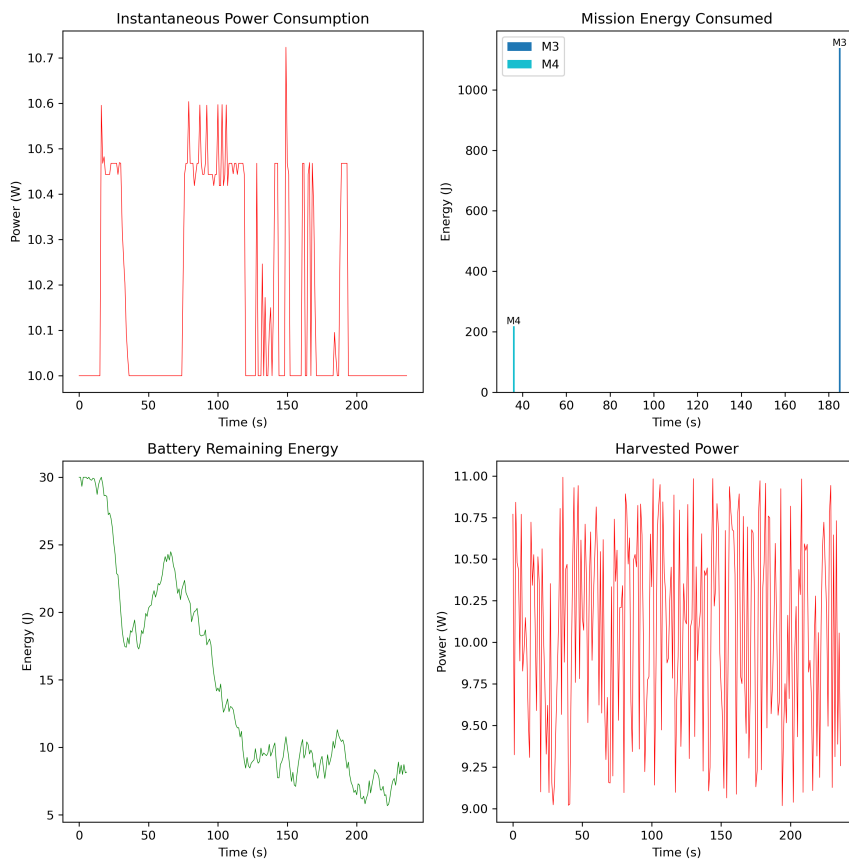 Instantaneous Power Consumption
10.7
10.6
10.5
10.4
10.3
10.2
10.1
10.0
Power (W)
0 50 100 150 200
Time (s)
Mission Energy Consumed
M3
M4
M3
M4
1000
800
600
400
200
0
Energy (J)
40 60 80 100 120 140 160 180
Time (s)
Battery Remaining Energy
30
25
20
15
10
5
Energy (J)
0 50 100 150 200
Time (s)
Harvested Power
11.00
10.75
10.50
10.25
10.00
9.75
9.50
9.25
9.00
Power (W)
0 50 100 150 200
Time (s)